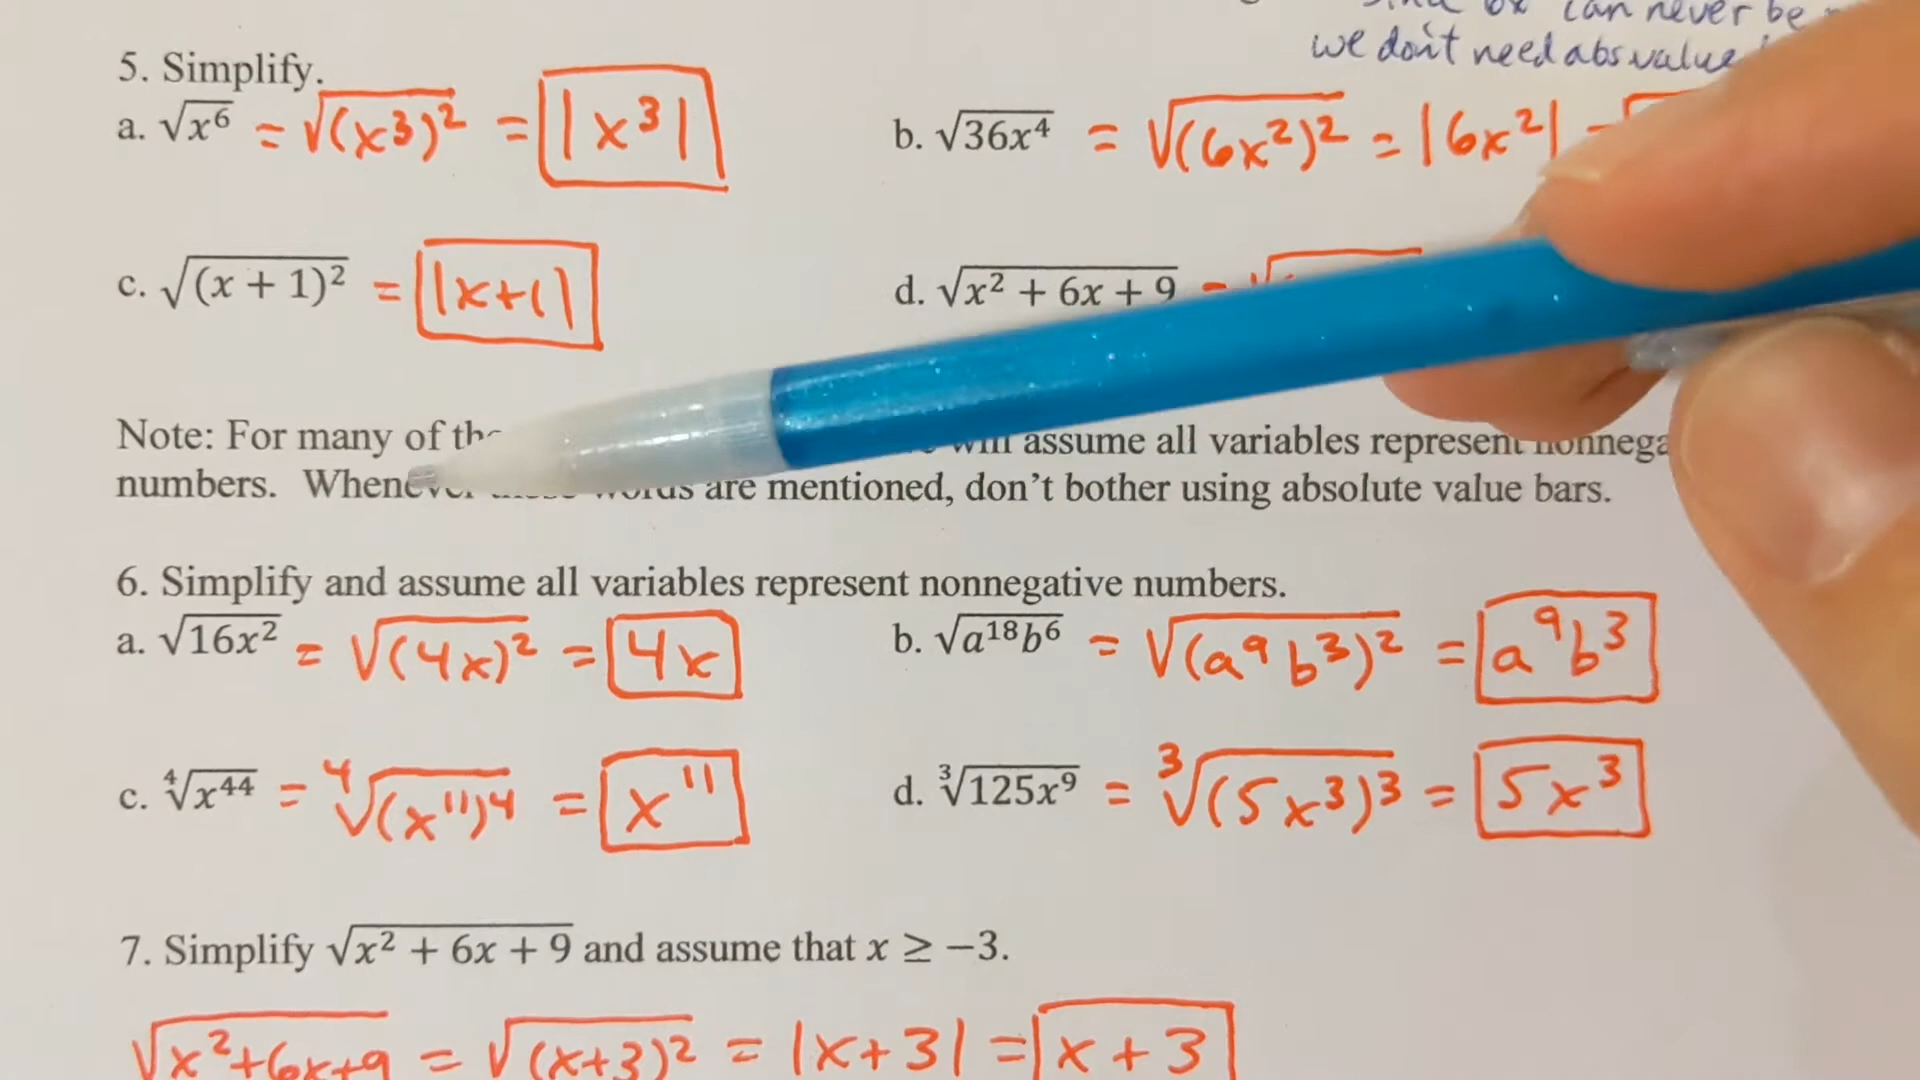 can never be
we don't need abs value
5. Simplify.
a. √x⁶ = √(x³)² = |x³|
b. √36x⁴ = √(6x²)² = |6x²| =
c. √(x + 1)² = |x+1|
d. √x² + 6x + 9 =
Note: For many of the will assume all variables represent
numbers. Whenever these words are mentioned, don't bother using absolute value bars.
6. Simplify and assume all variables represent nonnegative numbers.
a. √16x² = √(4x)² = 4x
b. √a¹⁸b⁶ = √(a⁹b³)² = a⁹b³
c. ⁴√x⁴⁴ = ⁴√(x¹¹)⁴ = x¹¹
d. ³√125x⁹ = ³√(5x³)³ = 5x³
7. Simplify √x² + 6x + 9 and assume that x ≥ −3.
√x²+6x+9 = √(x+3)² = |x+3| = x+3